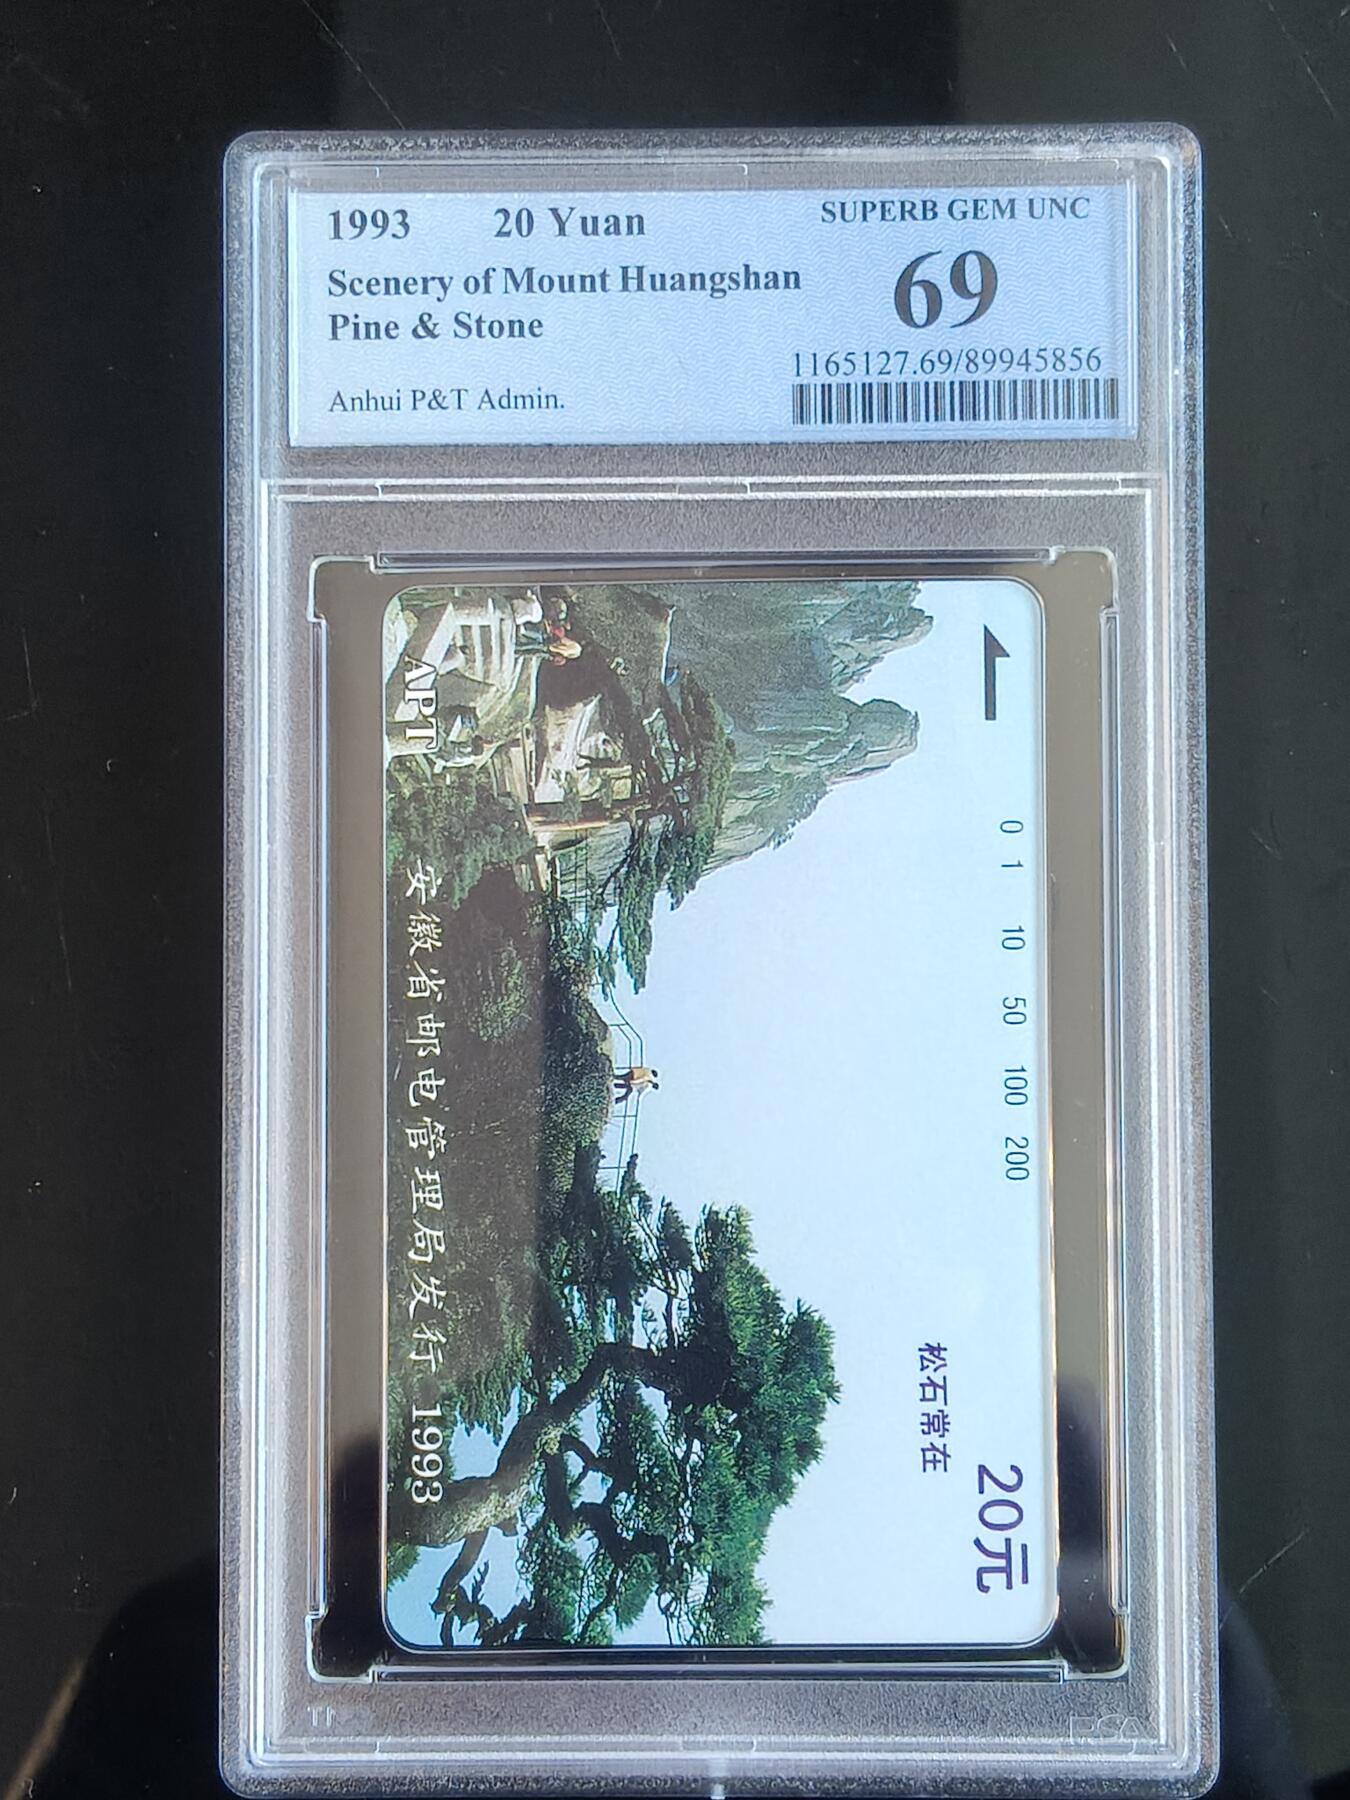 1993 20 Yuan
SUPERB GEM UNC
Scenery of Mount Huangshan
69
Pine & Stone
1165127.69/89945856
Anhui P&T Admin.
0 1 10 50 100 200
20元
松石常在
APT 安徽省邮电管理局发行 1993